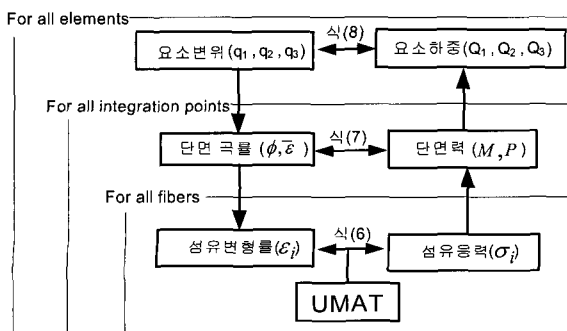 For all elements
요소변위(q₁, q₂, q₃)
식(8)
요소하중(Q₁, Q₂, Q₃)
For all integration points
단면 곡률 (ϕ, ε̅ )
식(7)
단면력 (M, P)
For all fibers
섬유변형률(εᵢ)
식(6)
섬유응력(σᵢ)
UMAT